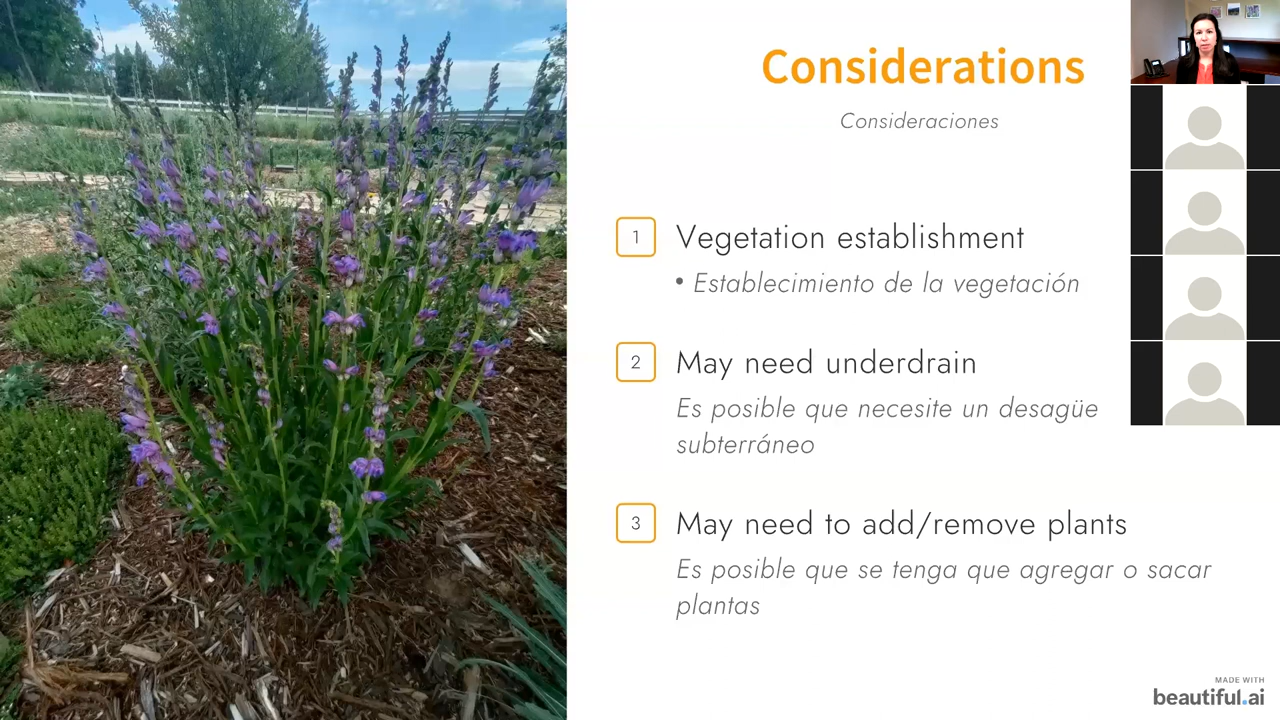 Considerations
Consideraciones
1 Vegetation establishment
• Establecimiento de la vegetación
2 May need underdrain
Es posible que necesite un desagüe
subterráneo
3 May need to add/remove plants
Es posible que se tenga que agregar o sacar
plantas
MADE WITH
beautiful.ai